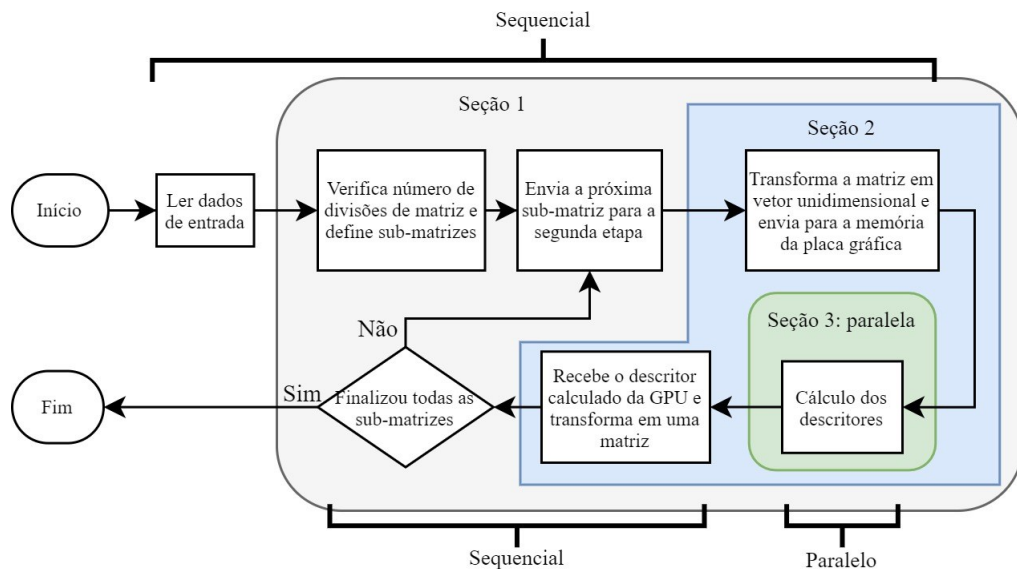 Sequencial
Seção 1
Seção 2
Início
Ler dados
de entrada
Verifica número de
divisões de matriz e
define sub-matrizes
Envia a próxima
sub-matriz para a
segunda etapa
Transforma a matriz em
vetor unidimensional e
envia para a memória
da placa gráfica
Não
Seção 3: paralela
Fim
Sim
Finalizou todas as
sub-matrizes
Recebe o descritor
calculado da GPU e
transforma em uma
matriz
Cálculo dos
descritores
Sequencial
Paralelo